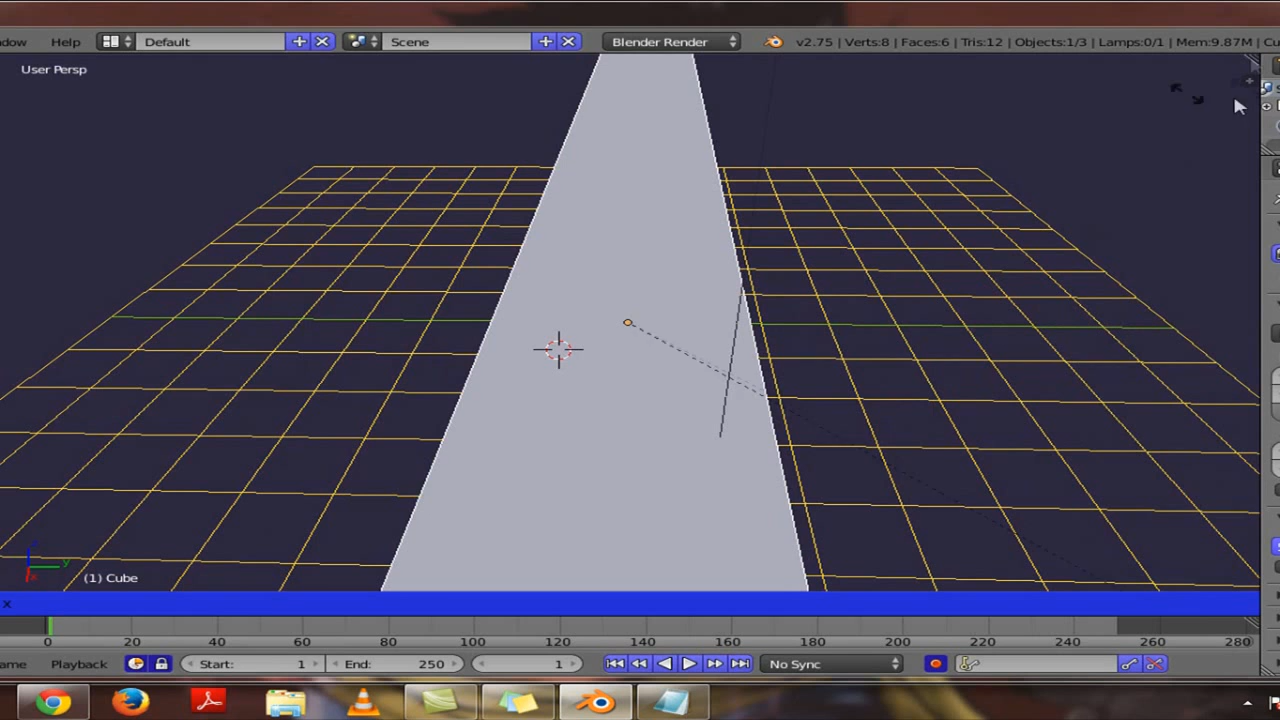 ndow Help Default Scene Blender Render v2.75 | Verts:8 | Faces:6 | Tris:12 | Objects:1/3 | Lamps:0/1 | Mem:9.87M | Cu
User Persp
z
y
x
(1) Cube
x
0 20 40 60 80 100 120 140 160 180 200 220 240 260 280
ame Playback Start: 1 End: 250 1 No Sync